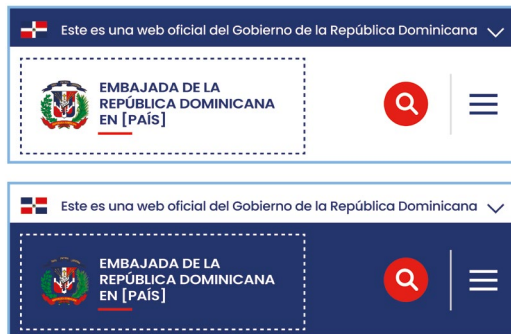 Este es una web oficial del Gobierno de la República Dominicana
EMBAJADA DE LA
REPÚBLICA DOMINICANA
EN [PAÍS]
Este es una web oficial del Gobierno de la República Dominicana
EMBAJADA DE LA
REPÚBLICA DOMINICANA
EN [PAÍS]